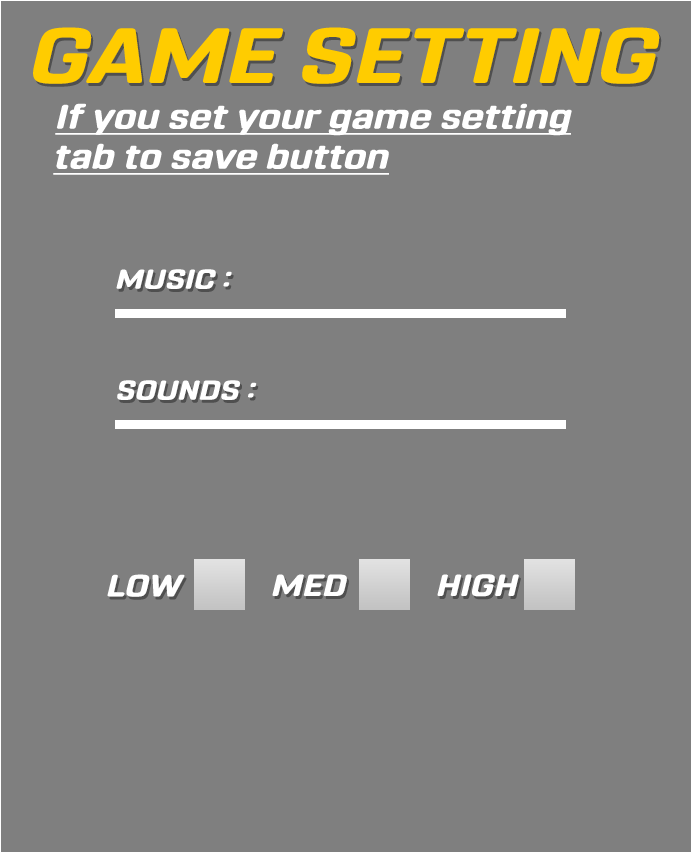 GAME SETTING
If you set your game setting
tab to save button
MUSIC :
SOUNDS :
LOW MED HIGH